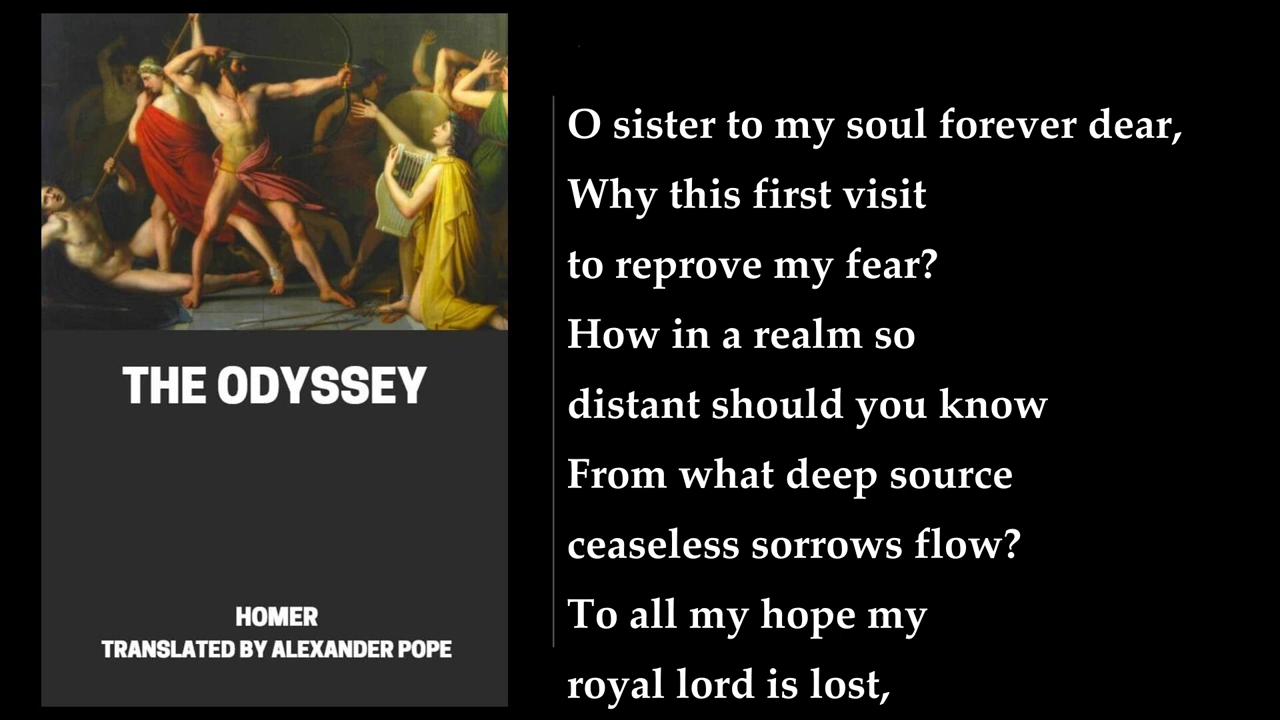 THE ODYSSEY
HOMER
TRANSLATED BY ALEXANDER POPE
O sister to my soul forever dear,
Why this first visit
to reprove my fear?
How in a realm so
distant should you know
From what deep source
ceaseless sorrows flow?
To all my hope my
royal lord is lost,